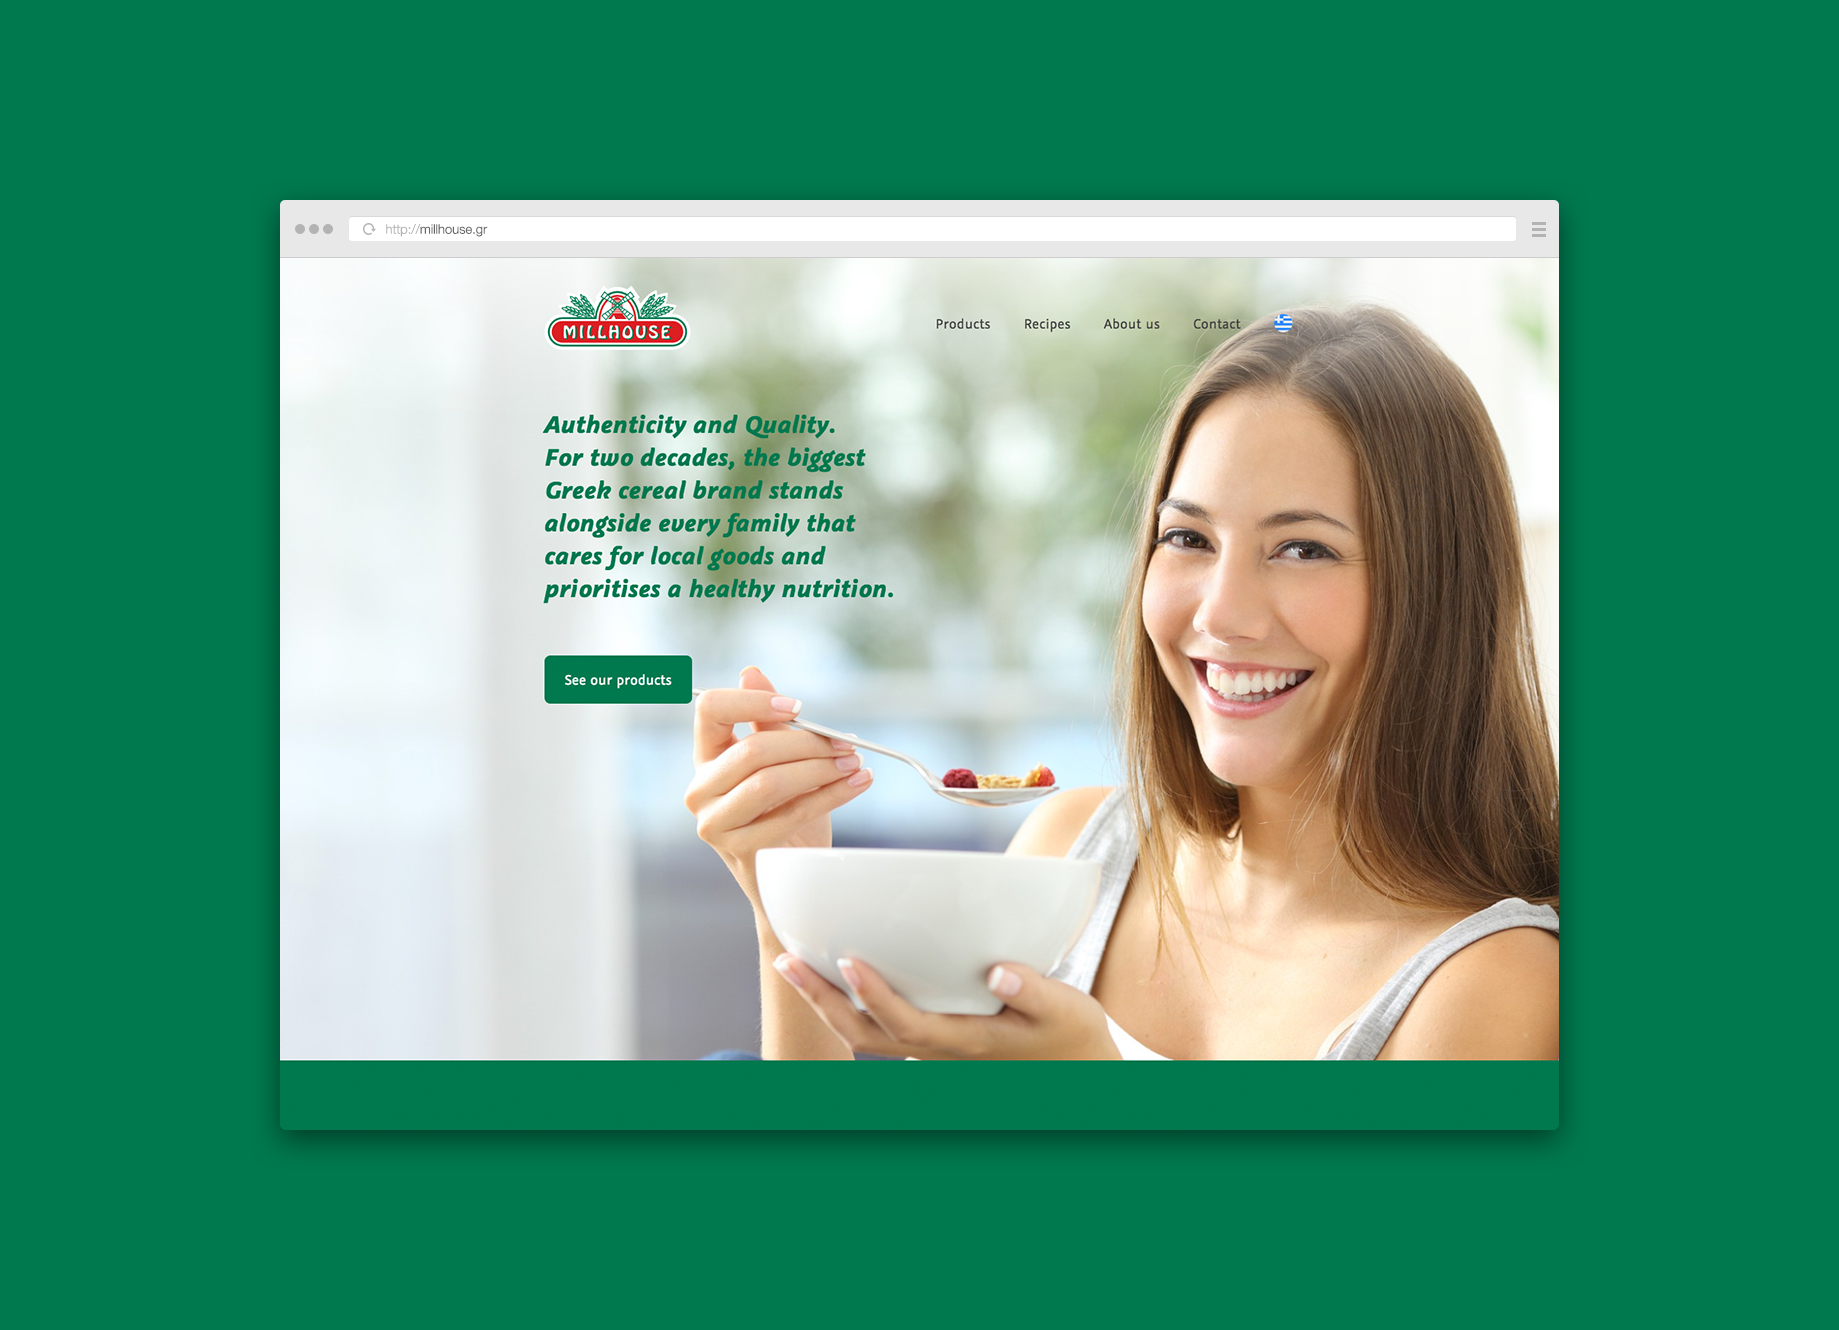 http://millhouse.gr
MILLHOUSE
Products Recipes About us Contact
Authenticity and Quality.
For two decades, the biggest
Greek cereal brand stands
alongside every family that
cares for local goods and
prioritises a healthy nutrition.
See our products